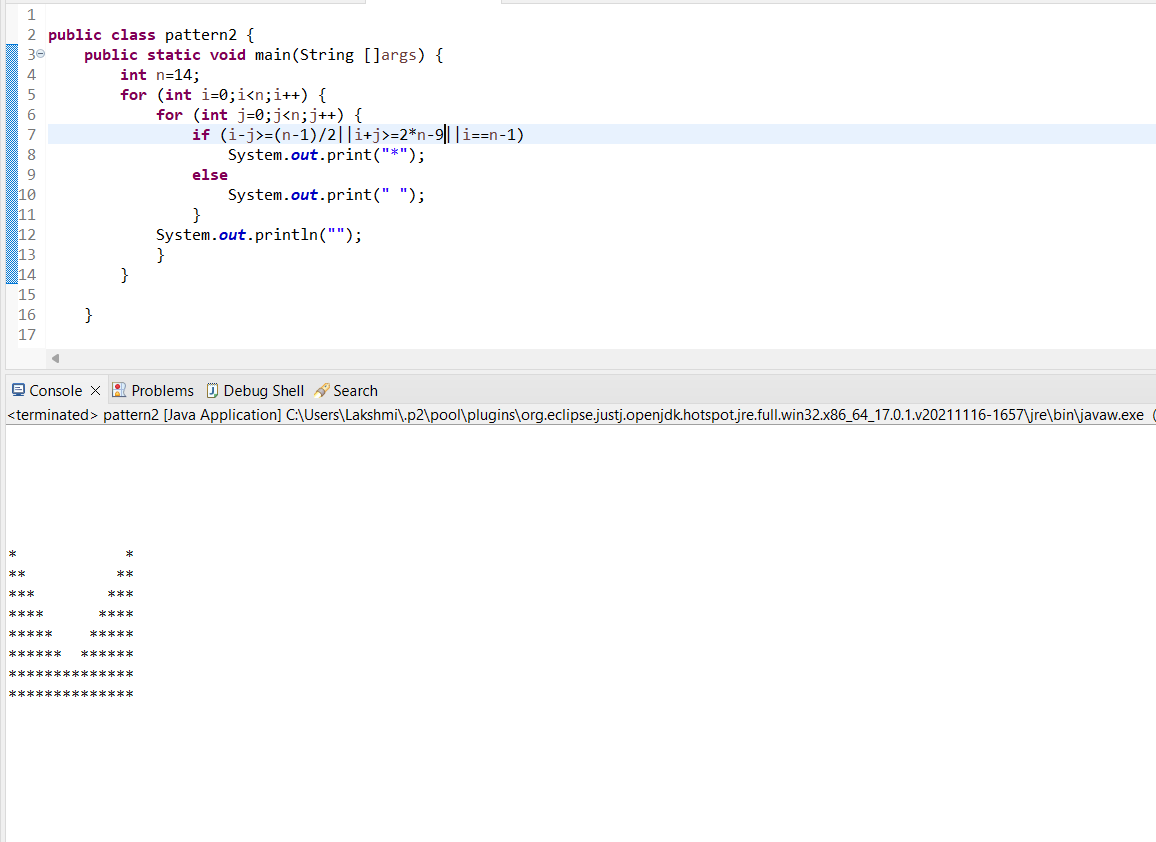 1
2 public class pattern2 {
3 public static void main(String []args) {
4 int n=14;
5 for (int i=0;i<n;i++) {
6 for (int j=0;j<n;j++) {
7 if (i-j>=(n-1)/2||i+j>=2*n-9||i==n-1)
8 System.out.print("*");
9 else
10 System.out.print(" ");
11 }
12 System.out.println("");
13 }
14 }
15
16 }
17
Console Problems Debug Shell Search
<terminated> pattern2 [Java Application] C:\Users\Lakshmi\.p2\pool\plugins\org.eclipse.justj.openjdk.hotspot.jre.full.win32.x86_64_17.0.1.v20211116-1657\jre\bin\javaw.exe (
*            *
**          **
***        ***
****      ****
*****    *****
******  ******
**************
**************